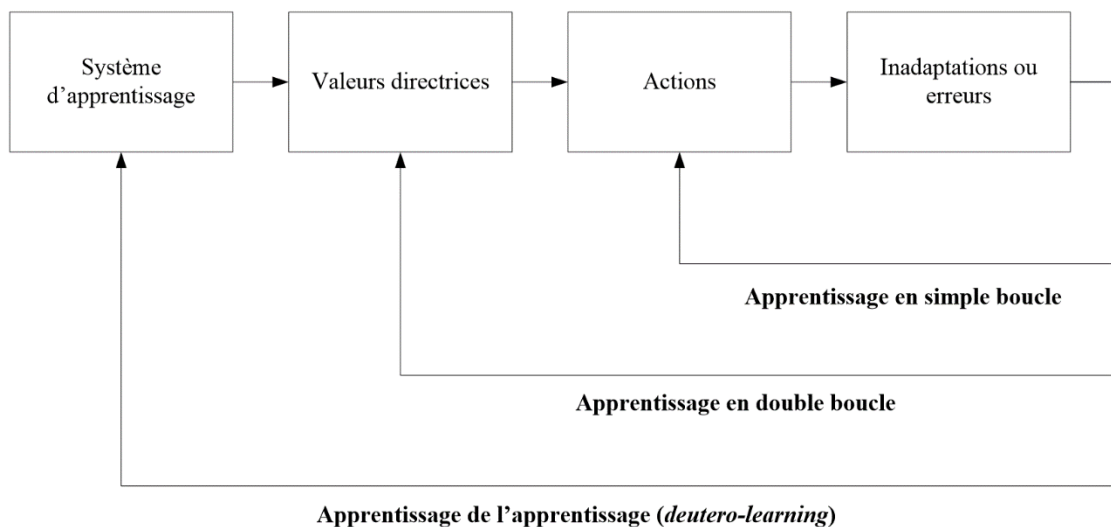 Système
d’apprentissage
Valeurs directrices
Actions
Inadaptations ou
erreurs
Apprentissage en simple boucle
Apprentissage en double boucle
Apprentissage de l’apprentissage (deutero-learning)